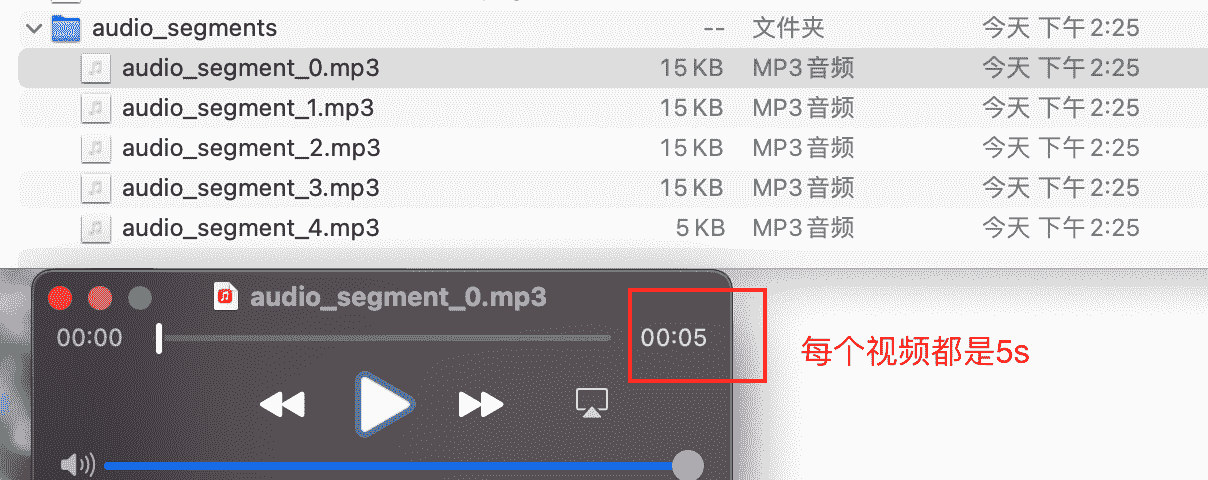 audio_segments -- 文件夹 今天 下午2:25
audio_segment_0.mp3 15 KB MP3音频 今天 下午2:25
audio_segment_1.mp3 15 KB MP3音频 今天 下午2:25
audio_segment_2.mp3 15 KB MP3音频 今天 下午2:25
audio_segment_3.mp3 15 KB MP3音频 今天 下午2:25
audio_segment_4.mp3 5 KB MP3音频 今天 下午2:25
audio_segment_0.mp3
00:00 00:05
每个视频都是5s